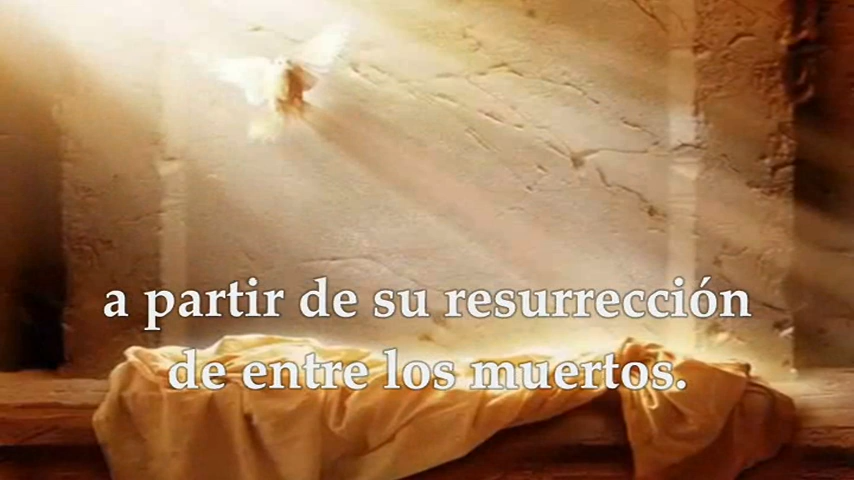 a partir de su resurrección
de entre los muertos.